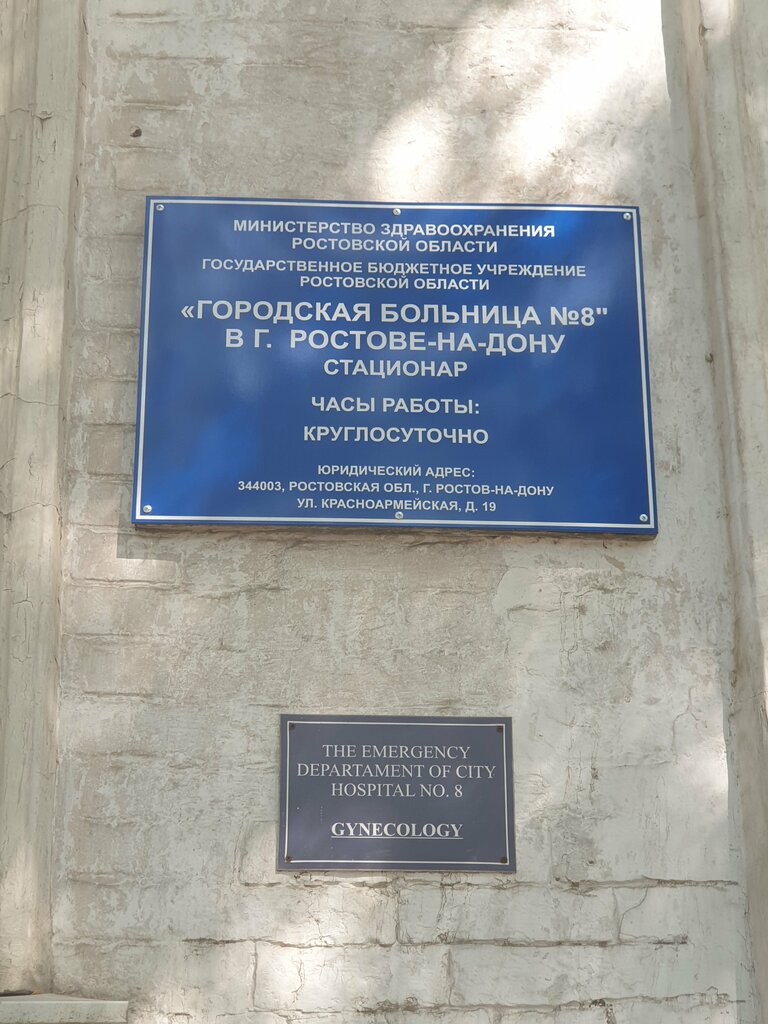 МИНИСТЕРСТВО ЗДРАВООХРАНЕНИЯ
РОСТОВСКОЙ ОБЛАСТИ
ГОСУДАРСТВЕННОЕ БЮДЖЕТНОЕ УЧРЕЖДЕНИЕ
РОСТОВСКОЙ ОБЛАСТИ
«ГОРОДСКАЯ БОЛЬНИЦА №8"
В Г. РОСТОВЕ-НА-ДОНУ
СТАЦИОНАР
ЧАСЫ РАБОТЫ:
КРУГЛОСУТОЧНО
ЮРИДИЧЕСКИЙ АДРЕС:
344003, РОСТОВСКАЯ ОБЛ., Г. РОСТОВ-НА-ДОНУ
УЛ. КРАСНОАРМЕЙСКАЯ, Д. 19
THE EMERGENCY
DEPARTAMENT OF CITY
HOSPITAL NO. 8
GYNECOLOGY